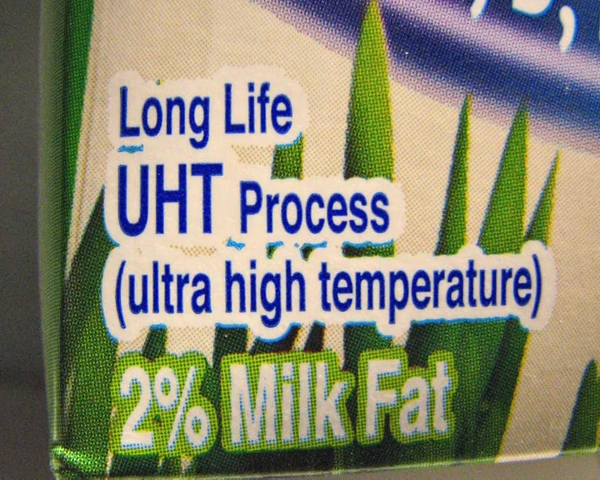 Long Life
UHT Process
(ultra high temperature)
2% Milk Fat